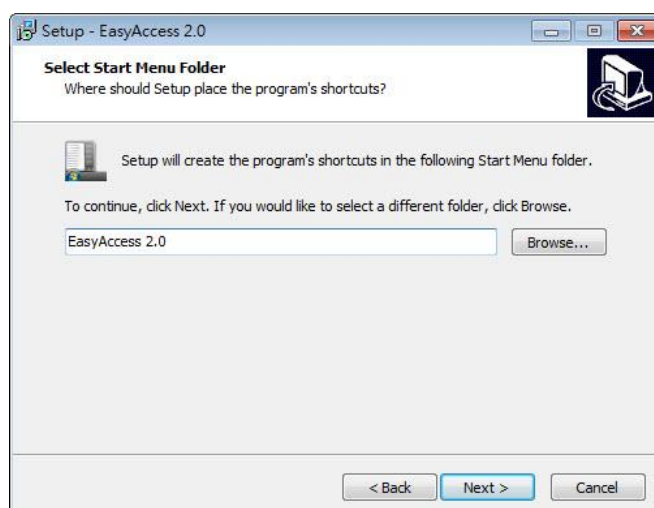 Setup - EasyAccess 2.0
Select Start Menu Folder
Where should Setup place the program's shortcuts?
Setup will create the program's shortcuts in the following Start Menu folder.
To continue, click Next. If you would like to select a different folder, click Browse.
EasyAccess 2.0
Browse...
< Back
Next >
Cancel